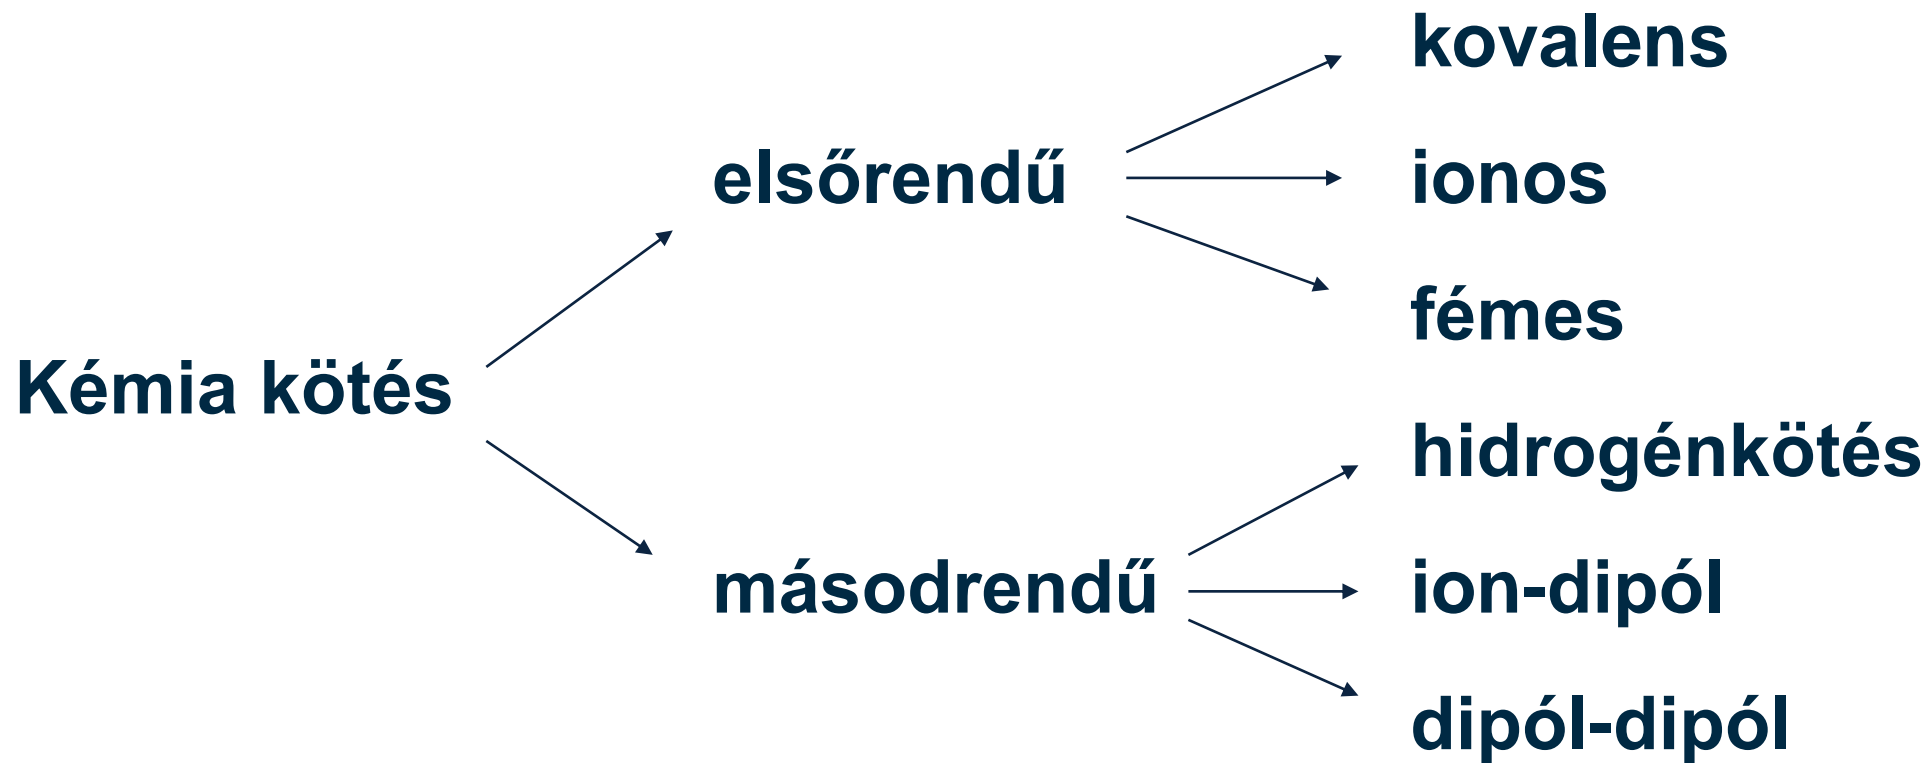 kovalens
elsőrendű
ionos
fémes
Kémia kötés
hidrogénkötés
másodrendű
ion-dipól
dipól-dipól